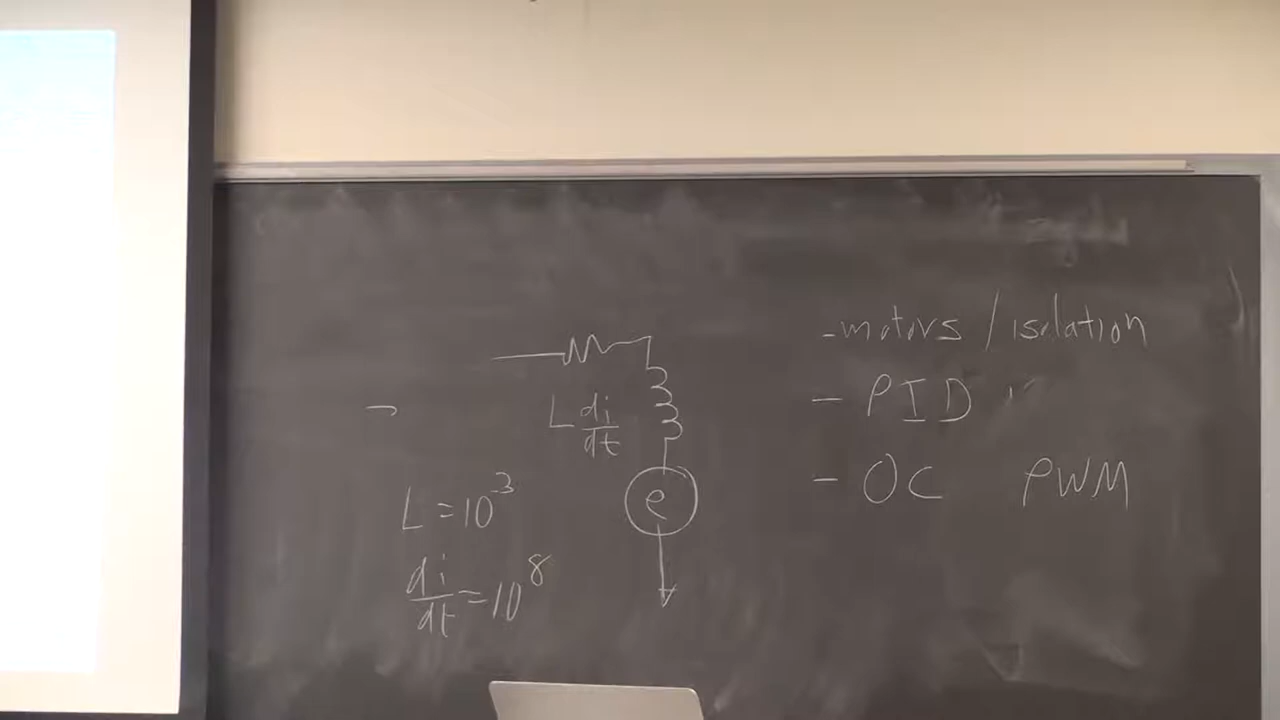 L di/dt
e
L = 10^-3
di/dt = 10^8
- motors / isolation
- PID
- OC PWM